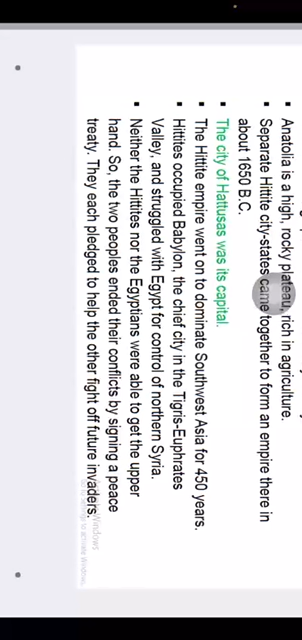 ▪ Anatolia is a high, rocky plateau, rich in agriculture.
▪ Separate Hittite city-states came together to form an empire there in
about 1650 B.C.
▪ The city of Hattusas was its capital.
▪ The Hittite empire went on to dominate Southwest Asia for 450 years.
▪ Hittites occupied Babylon, the chief city in the Tigris-Euphrates
Valley, and struggled with Egypt for control of northern Syria.
▪ Neither the Hittites nor the Egyptians were able to get the upper
hand. So, the two peoples ended their conflicts by signing a peace
treaty. They each pledged to help the other fight off future invaders.
Windows
to activate Windows.